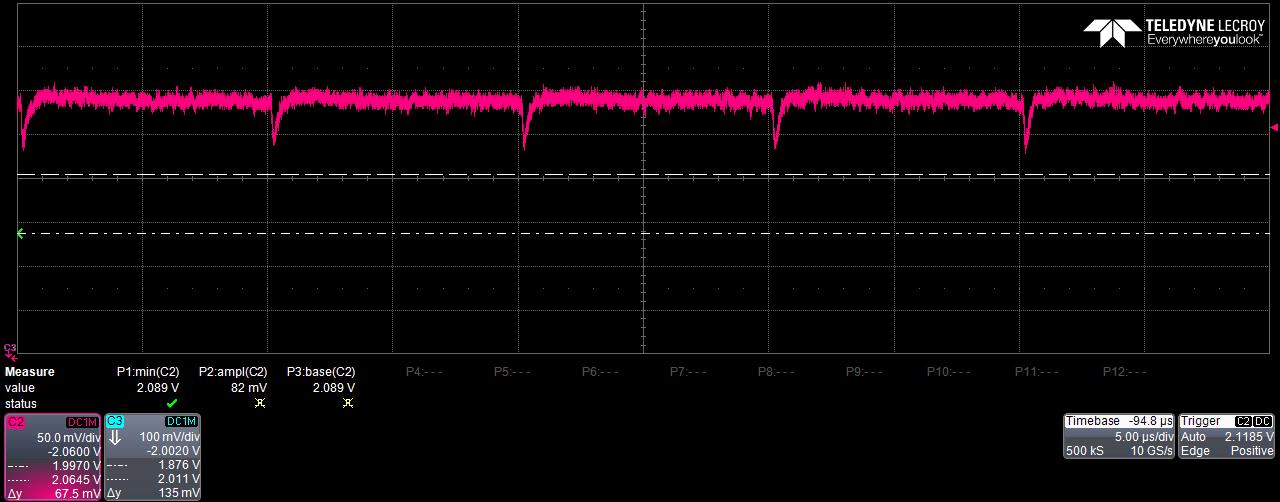 TELEDYNE LECROY
Everywhereyoulook™
C3
Measure P1:min(C2) P2:ampl(C2) P3:base(C2) P4:--- P5:--- P6:--- P7:--- P8:--- P9:--- P10:--- P11:--- P12:---
value 2.089 V 82 mV 2.089 V
status
C2 DC1M
50.0 mV/div
-2.0600 V
1.9970 V
2.0645 V
Δy 67.5 mV
C3 DC1M
100 mV/div
-2.0020 V
1.876 V
2.011 V
Δy 135 mV
Timebase -94.8 µs
5.00 µs/div
500 kS 10 GS/s
Trigger C2 DC
Auto 2.1185 V
Edge Positive